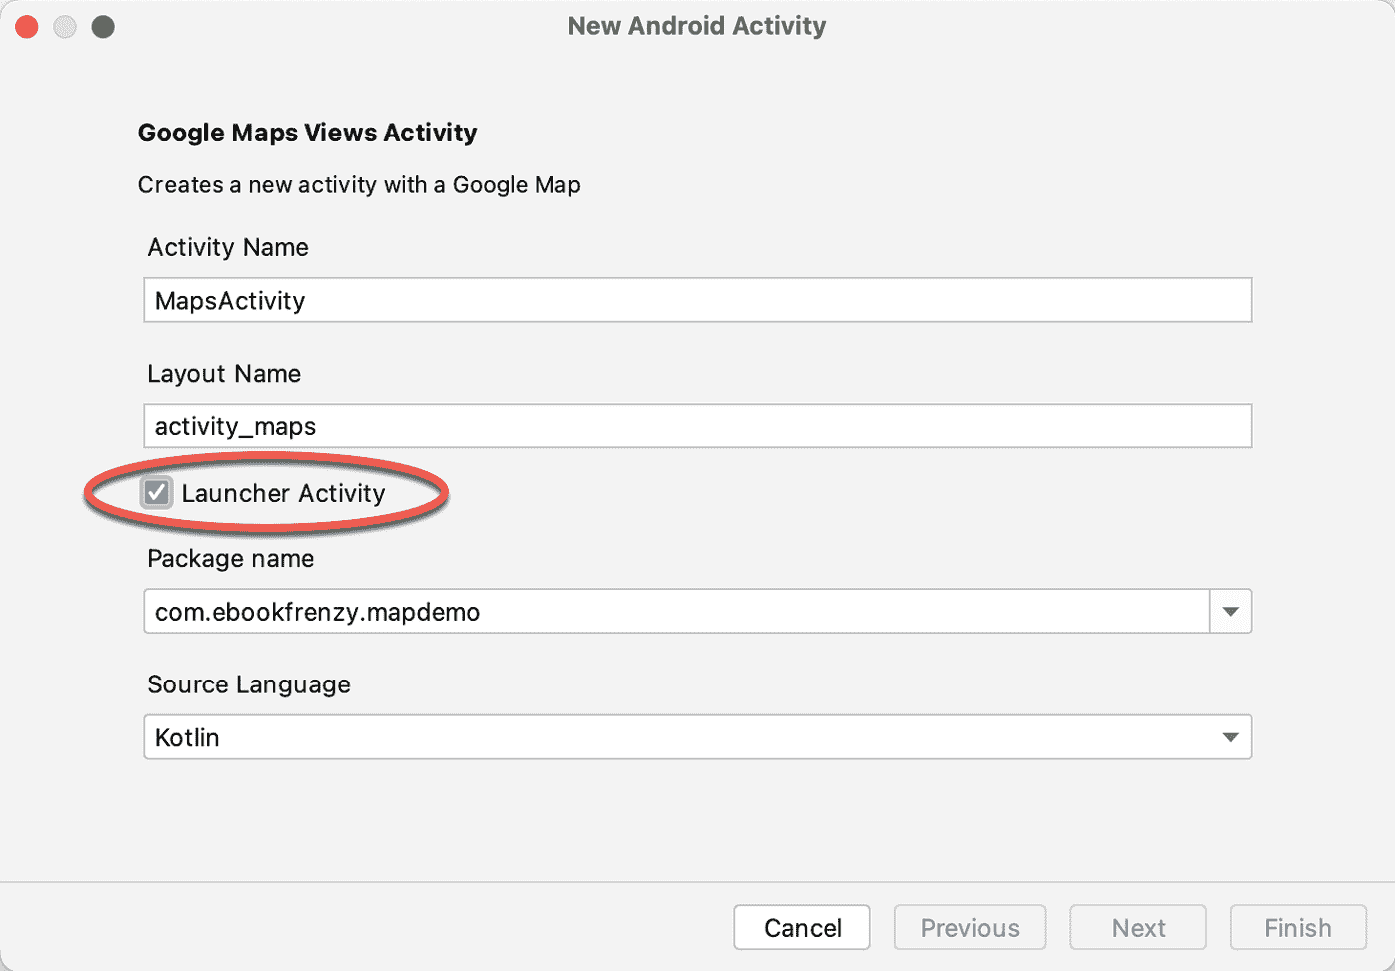 New Android Activity
Google Maps Views Activity
Creates a new activity with a Google Map
Activity Name
MapsActivity
Layout Name
activity_maps
Launcher Activity
Package name
com.ebookfrenzy.mapdemo
Source Language
Kotlin
Cancel Previous Next Finish